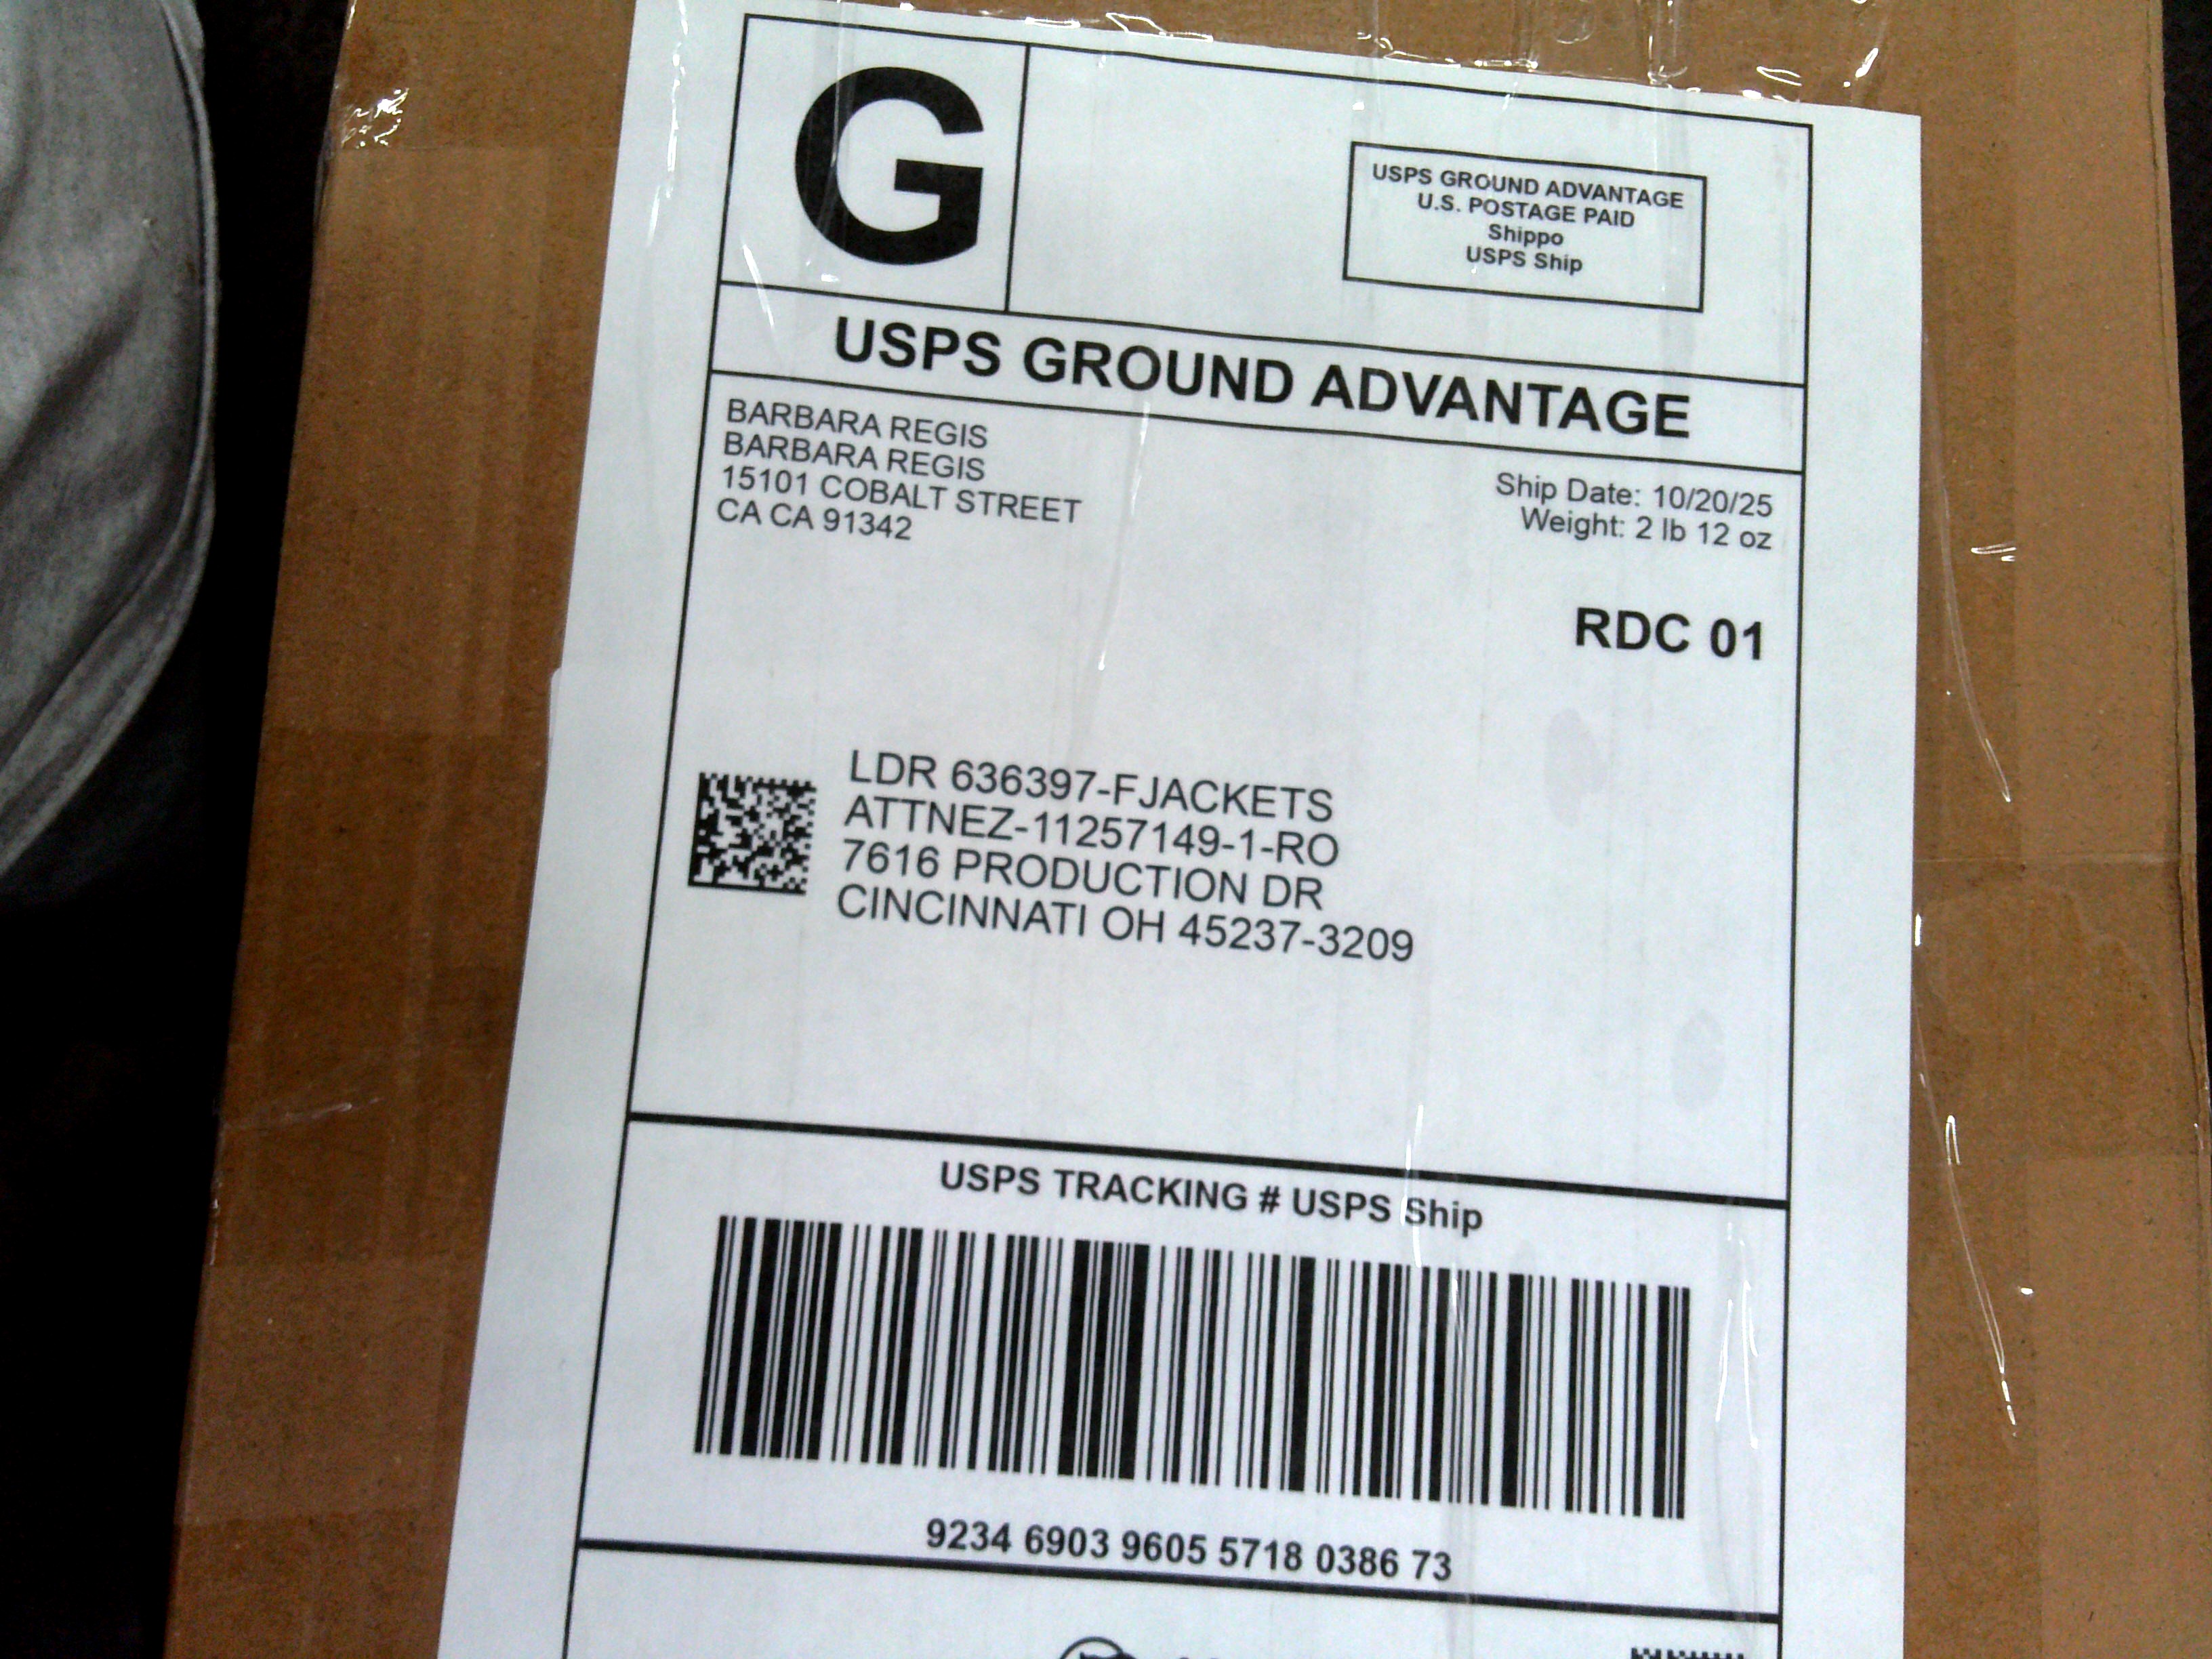 G
USPS GROUND ADVANTAGE
U.S. POSTAGE PAID
Shippo
USPS Ship
USPS GROUND ADVANTAGE
BARBARA REGIS
BARBARA REGIS
15101 COBALT STREET
CA CA 91342
Ship Date: 10/20/25
Weight: 2 lb 12 oz
RDC 01
LDR 636397-FJACKETS
ATTNEZ-11257149-1-RO
7616 PRODUCTION DR
CINCINNATI OH 45237-3209
USPS TRACKING # USPS Ship
9234 6903 9605 5718 0386 73